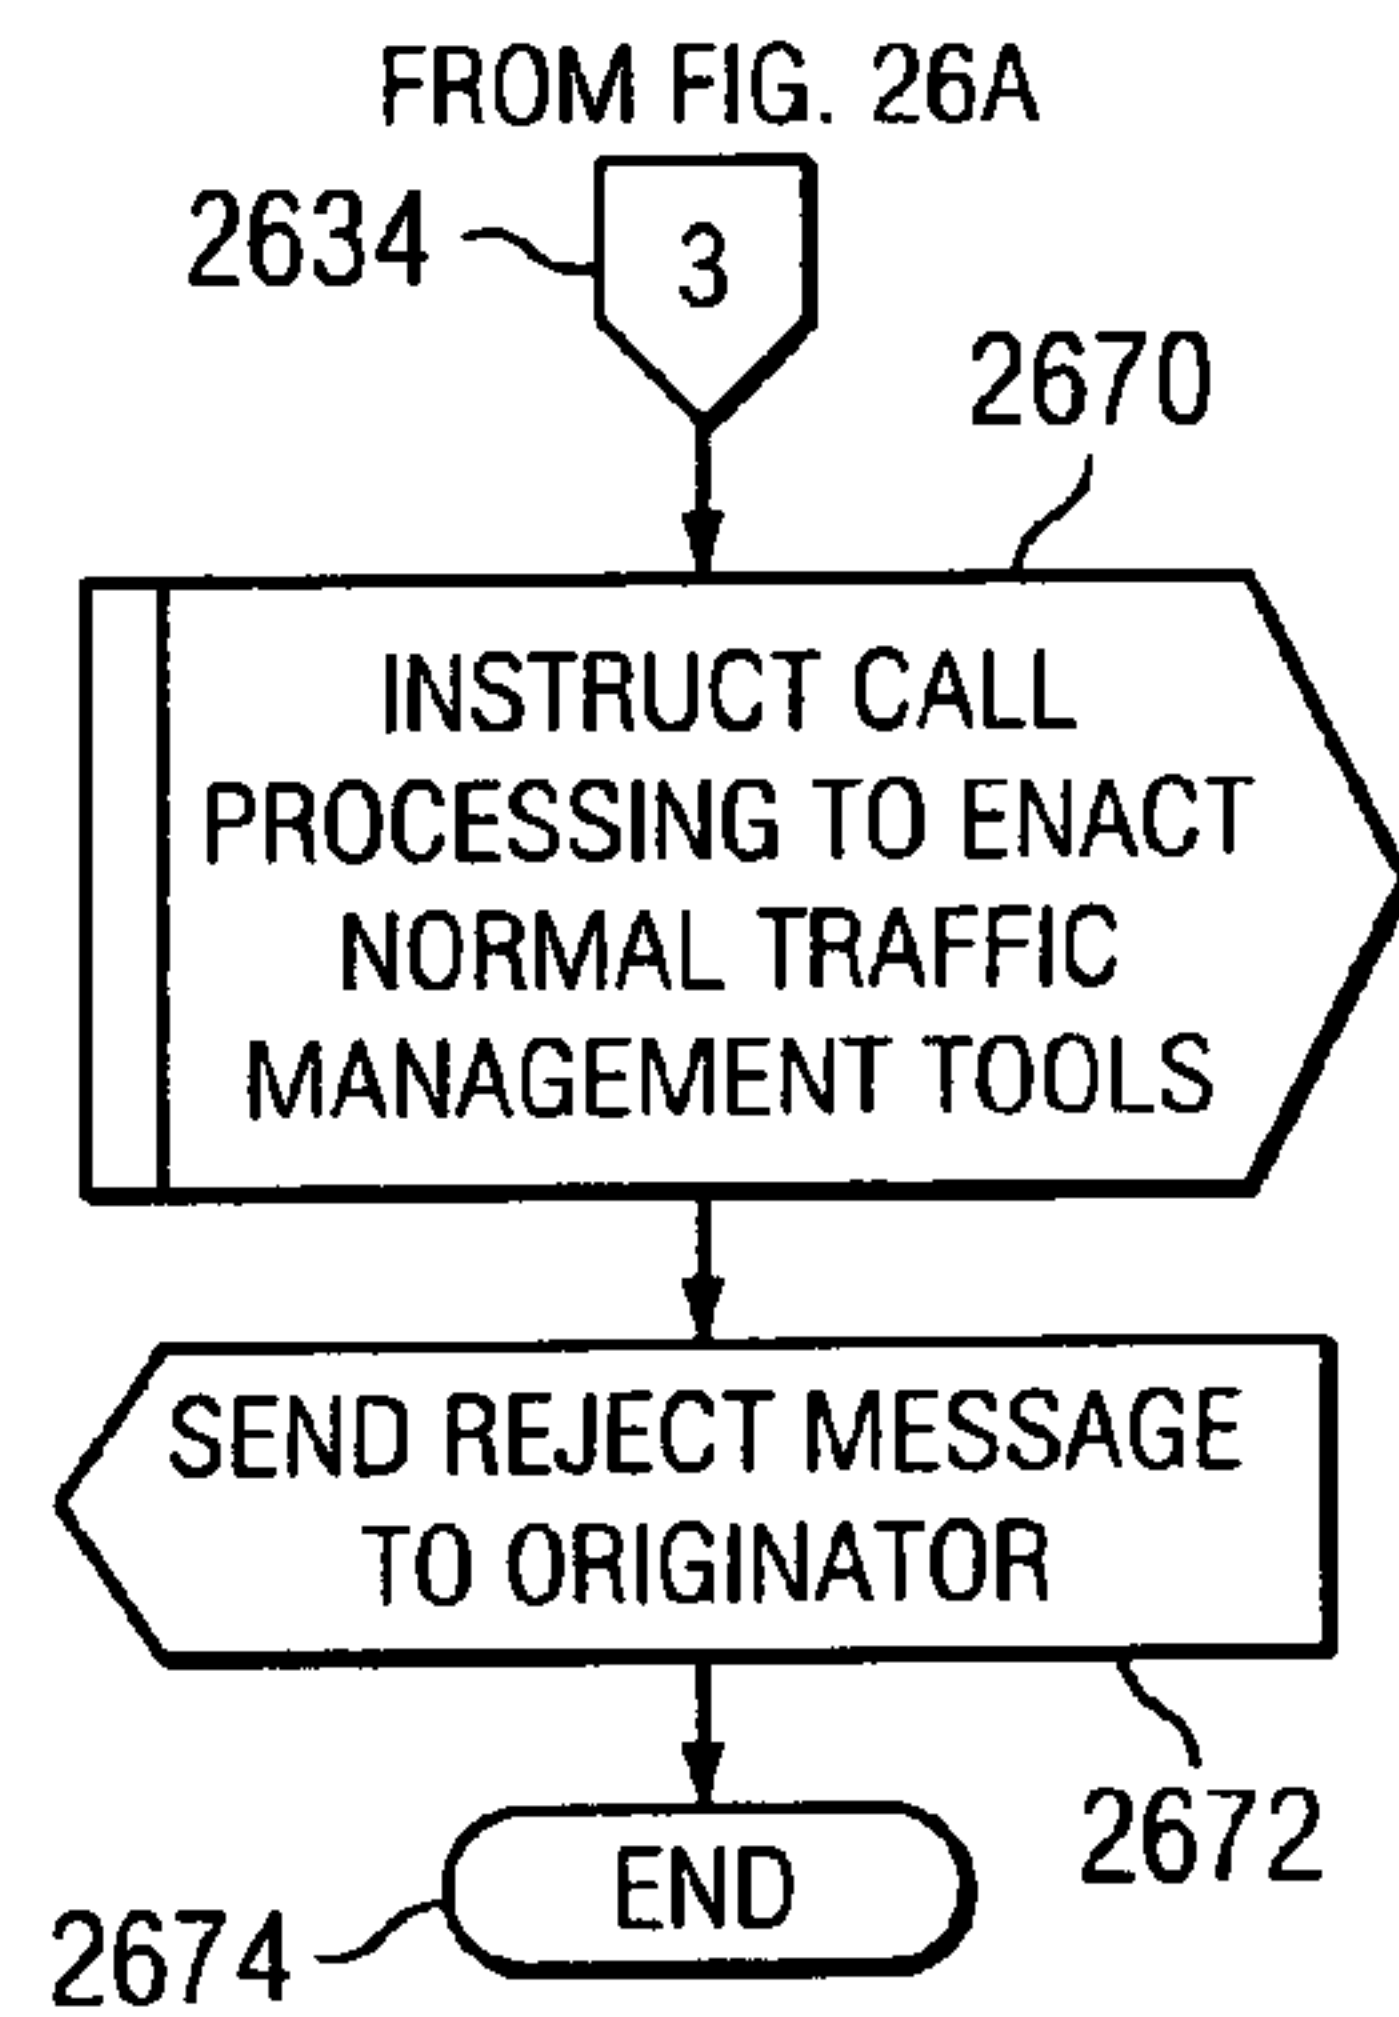 FROM FIG. 26A
2634
3
2670
INSTRUCT CALL
PROCESSING TO ENACT
NORMAL TRAFFIC
MANAGEMENT TOOLS
SEND REJECT MESSAGE
TO ORIGINATOR
2672
END
2674